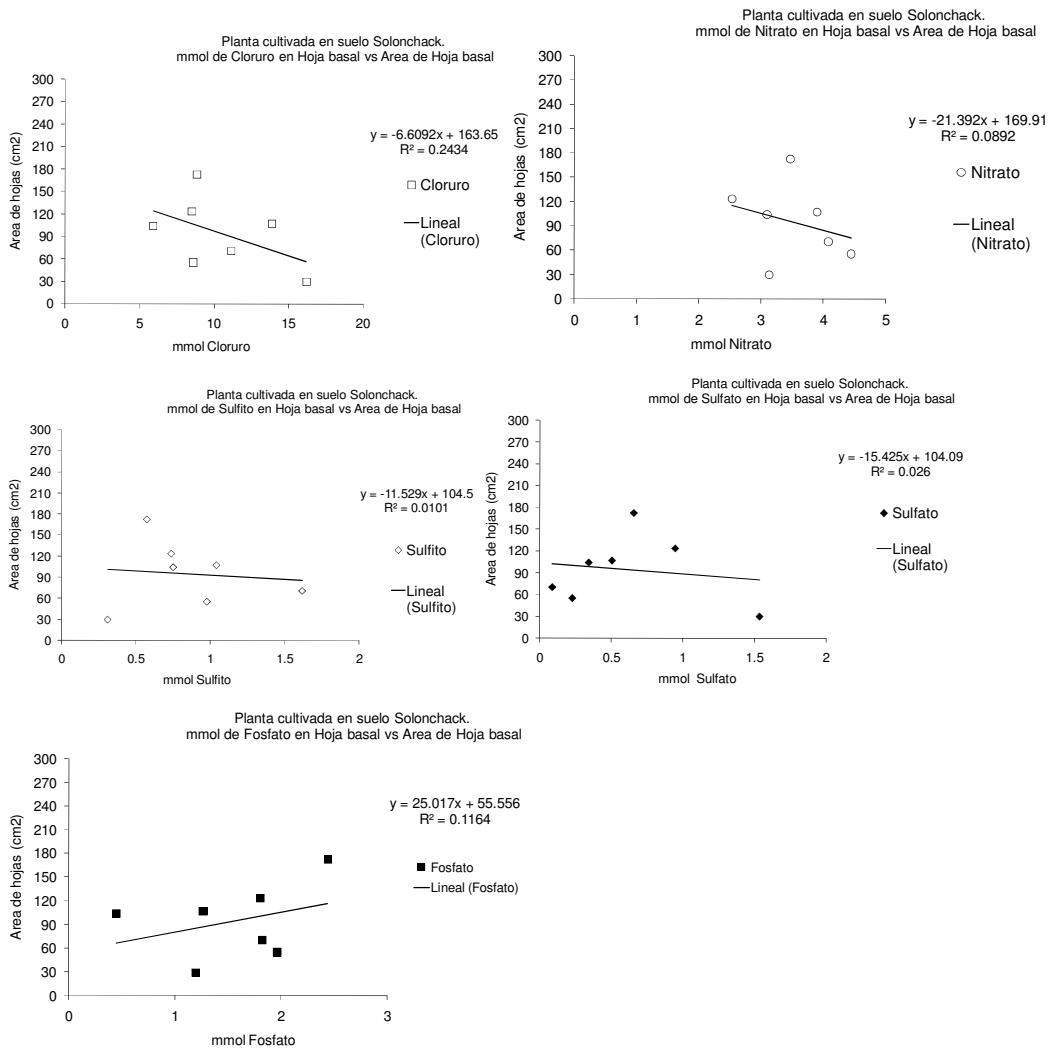 Planta cultivada en suelo Solonchack.
mmol de Cloruro en Hoja basal vs Area de Hoja basal
300
270
240
210
180
150
120
90
60
30
0
Area de hojas (cm2)
0 5 10 15 20
mmol Cloruro
y = -6.6092x + 163.65
R² = 0.2434
Cloruro
Lineal
(Cloruro)
Planta cultivada en suelo Solonchack.
mmol de Nitrato en Hoja basal vs Area de Hoja basal
300
270
240
210
180
150
120
90
60
30
0
Area de hojas (cm2)
0 1 2 3 4 5
mmol Nitrato
y = -21.392x + 169.91
R² = 0.0892
Nitrato
Lineal
(Nitrato)
Planta cultivada en suelo Solonchack.
mmol de Sulfito en Hoja basal vs Area de Hoja basal
300
270
240
210
180
150
120
90
60
30
0
Area de hojas (cm2)
0 0.5 1 1.5 2
mmol Sulfito
y = -11.529x + 104.5
R² = 0.0101
Sulfito
Lineal
(Sulfito)
Planta cultivada en suelo Solonchack.
mmol de Sulfato en Hoja basal vs Area de Hoja basal
300
270
240
210
180
150
120
90
60
30
0
Area de hojas (cm2)
0 0.5 1 1.5 2
mmol Sulfato
y = -15.425x + 104.09
R² = 0.026
Sulfato
Lineal
(Sulfato)
Planta cultivada en suelo Solonchack.
mmol de Fosfato en Hoja basal vs Area de Hoja basal
300
270
240
210
180
150
120
90
60
30
0
Area de hojas (cm2)
0 1 2 3
mmol Fosfato
y = 25.017x + 55.556
R² = 0.1164
Fosfato
Lineal (Fosfato)